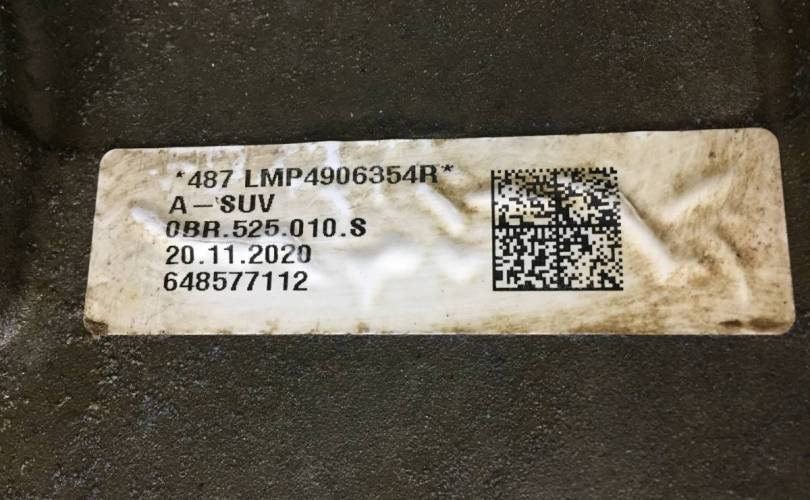 *487 LMP4906354R*
A-SUV
0BR.525.010.S
20.11.2020
648577112